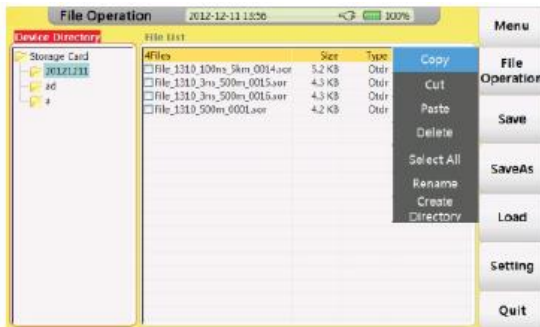 File Operation 2012-12-11 13:56 100%
Device Directory File List
Storage Card
20121211
ad
a
4Files Size Type
File_1310_100ns_5km_0014.sor 5.2 KB Otdr
File_1310_3ns_500m_0015.sor 4.3 KB Otdr
File_1310_3ns_500m_0016.sor 4.3 KB Otdr
File_1310_500m_0001.sor 4.2 KB Otdr
Copy
Cut
Paste
Delete
Select All
Rename
Create
Directory
Menu
File
Operation
Save
SaveAs
Load
Setting
Quit